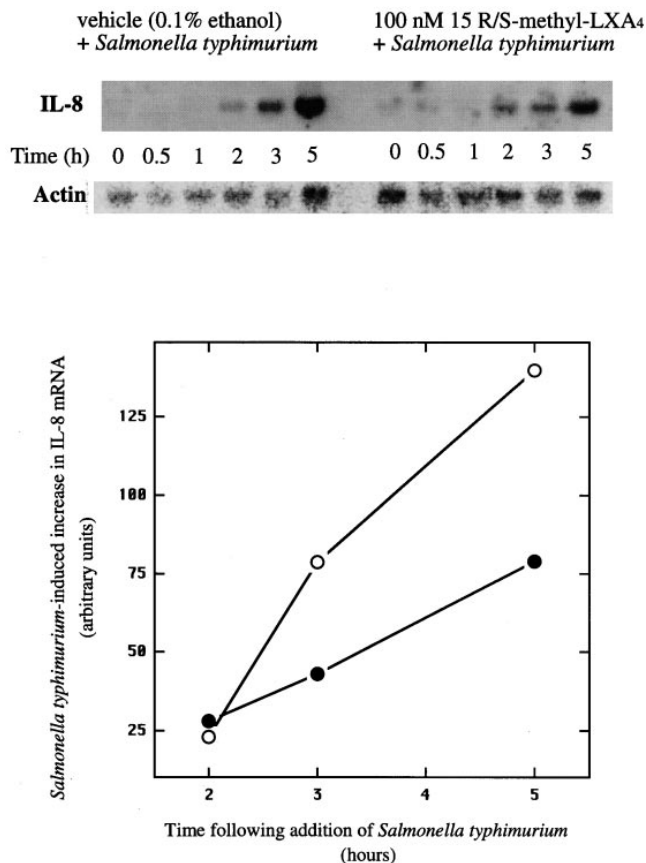 vehicle (0.1% ethanol)
+ Salmonella typhimurium
100 nM 15 R/S-methyl-LXA4
+ Salmonella typhimurium
IL-8
Time (h) 0 0.5 1 2 3 5 0 0.5 1 2 3 5
Actin
Salmonella typhimurium-induced increase in IL-8 mRNA
(arbitrary units)
125
100
75
50
25
2 3 4 5
Time following addition of Salmonella typhimurium
(hours)